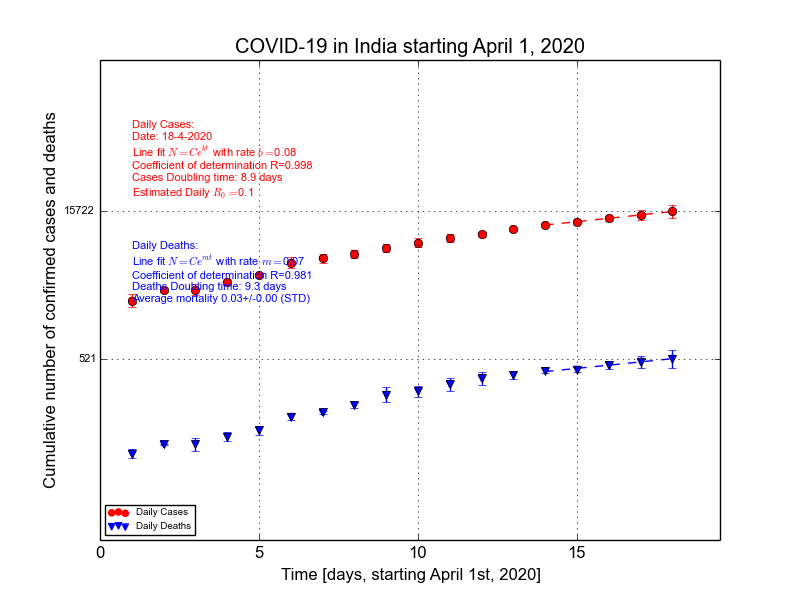 COVID-19 in India starting April 1, 2020
Cumulative number of confirmed cases and deaths
Daily Cases:
Date: 18-4-2020
Line fit N = Ce^{bt} with rate b =0.08
Coefficient of determination R=0.998
Cases Doubling time: 8.9 days
Estimated Daily R_0 =0.1
15722
Daily Deaths:
Line fit N = Ce^{mt} with rate m =0.07
Coefficient of determination R=0.981
Deaths Doubling time: 9.3 days
Average mortality 0.03+/-0.00 (STD)
521
Daily Cases
Daily Deaths
0 5 10 15
Time [days, starting April 1st, 2020]